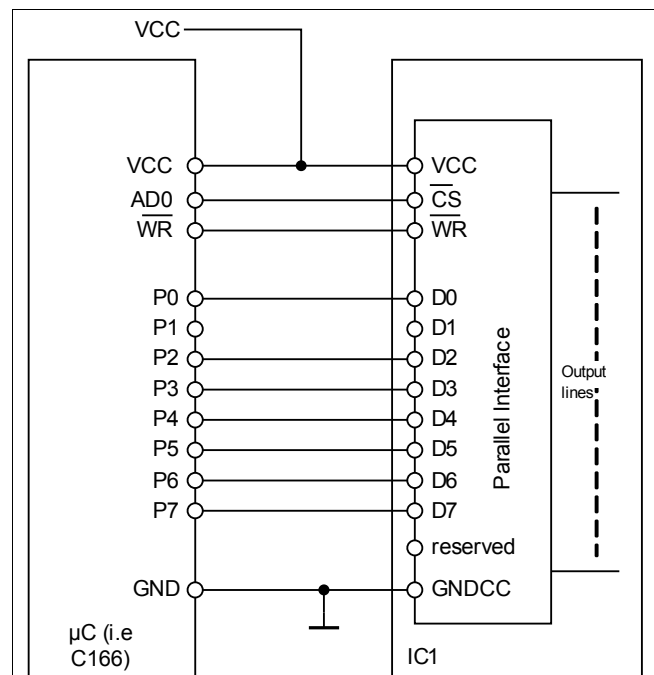 VCC
VCC
VCC
AD0
CS
WR
WR
P0
D0
P1
D1
P2
D2
P3
D3
P4
D4
P5
D5
P6
D6
P7
D7
Parallel Interface
Output
lines
reserved
GND
GNDCC
µC (i.e
C166)
IC1